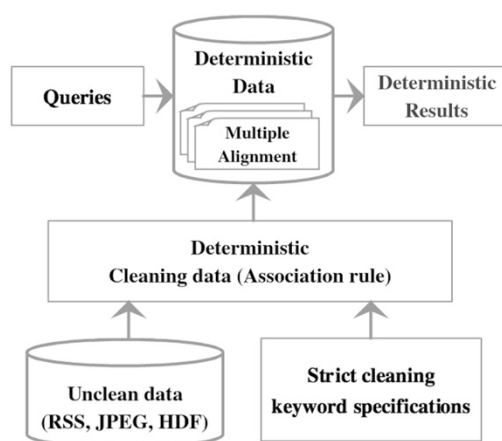 Queries
Deterministic
Data
Multiple
Alignment
Deterministic
Results
Deterministic
Cleaning data (Association rule)
Unclean data
(RSS, JPEG, HDF)
Strict cleaning
keyword specifications